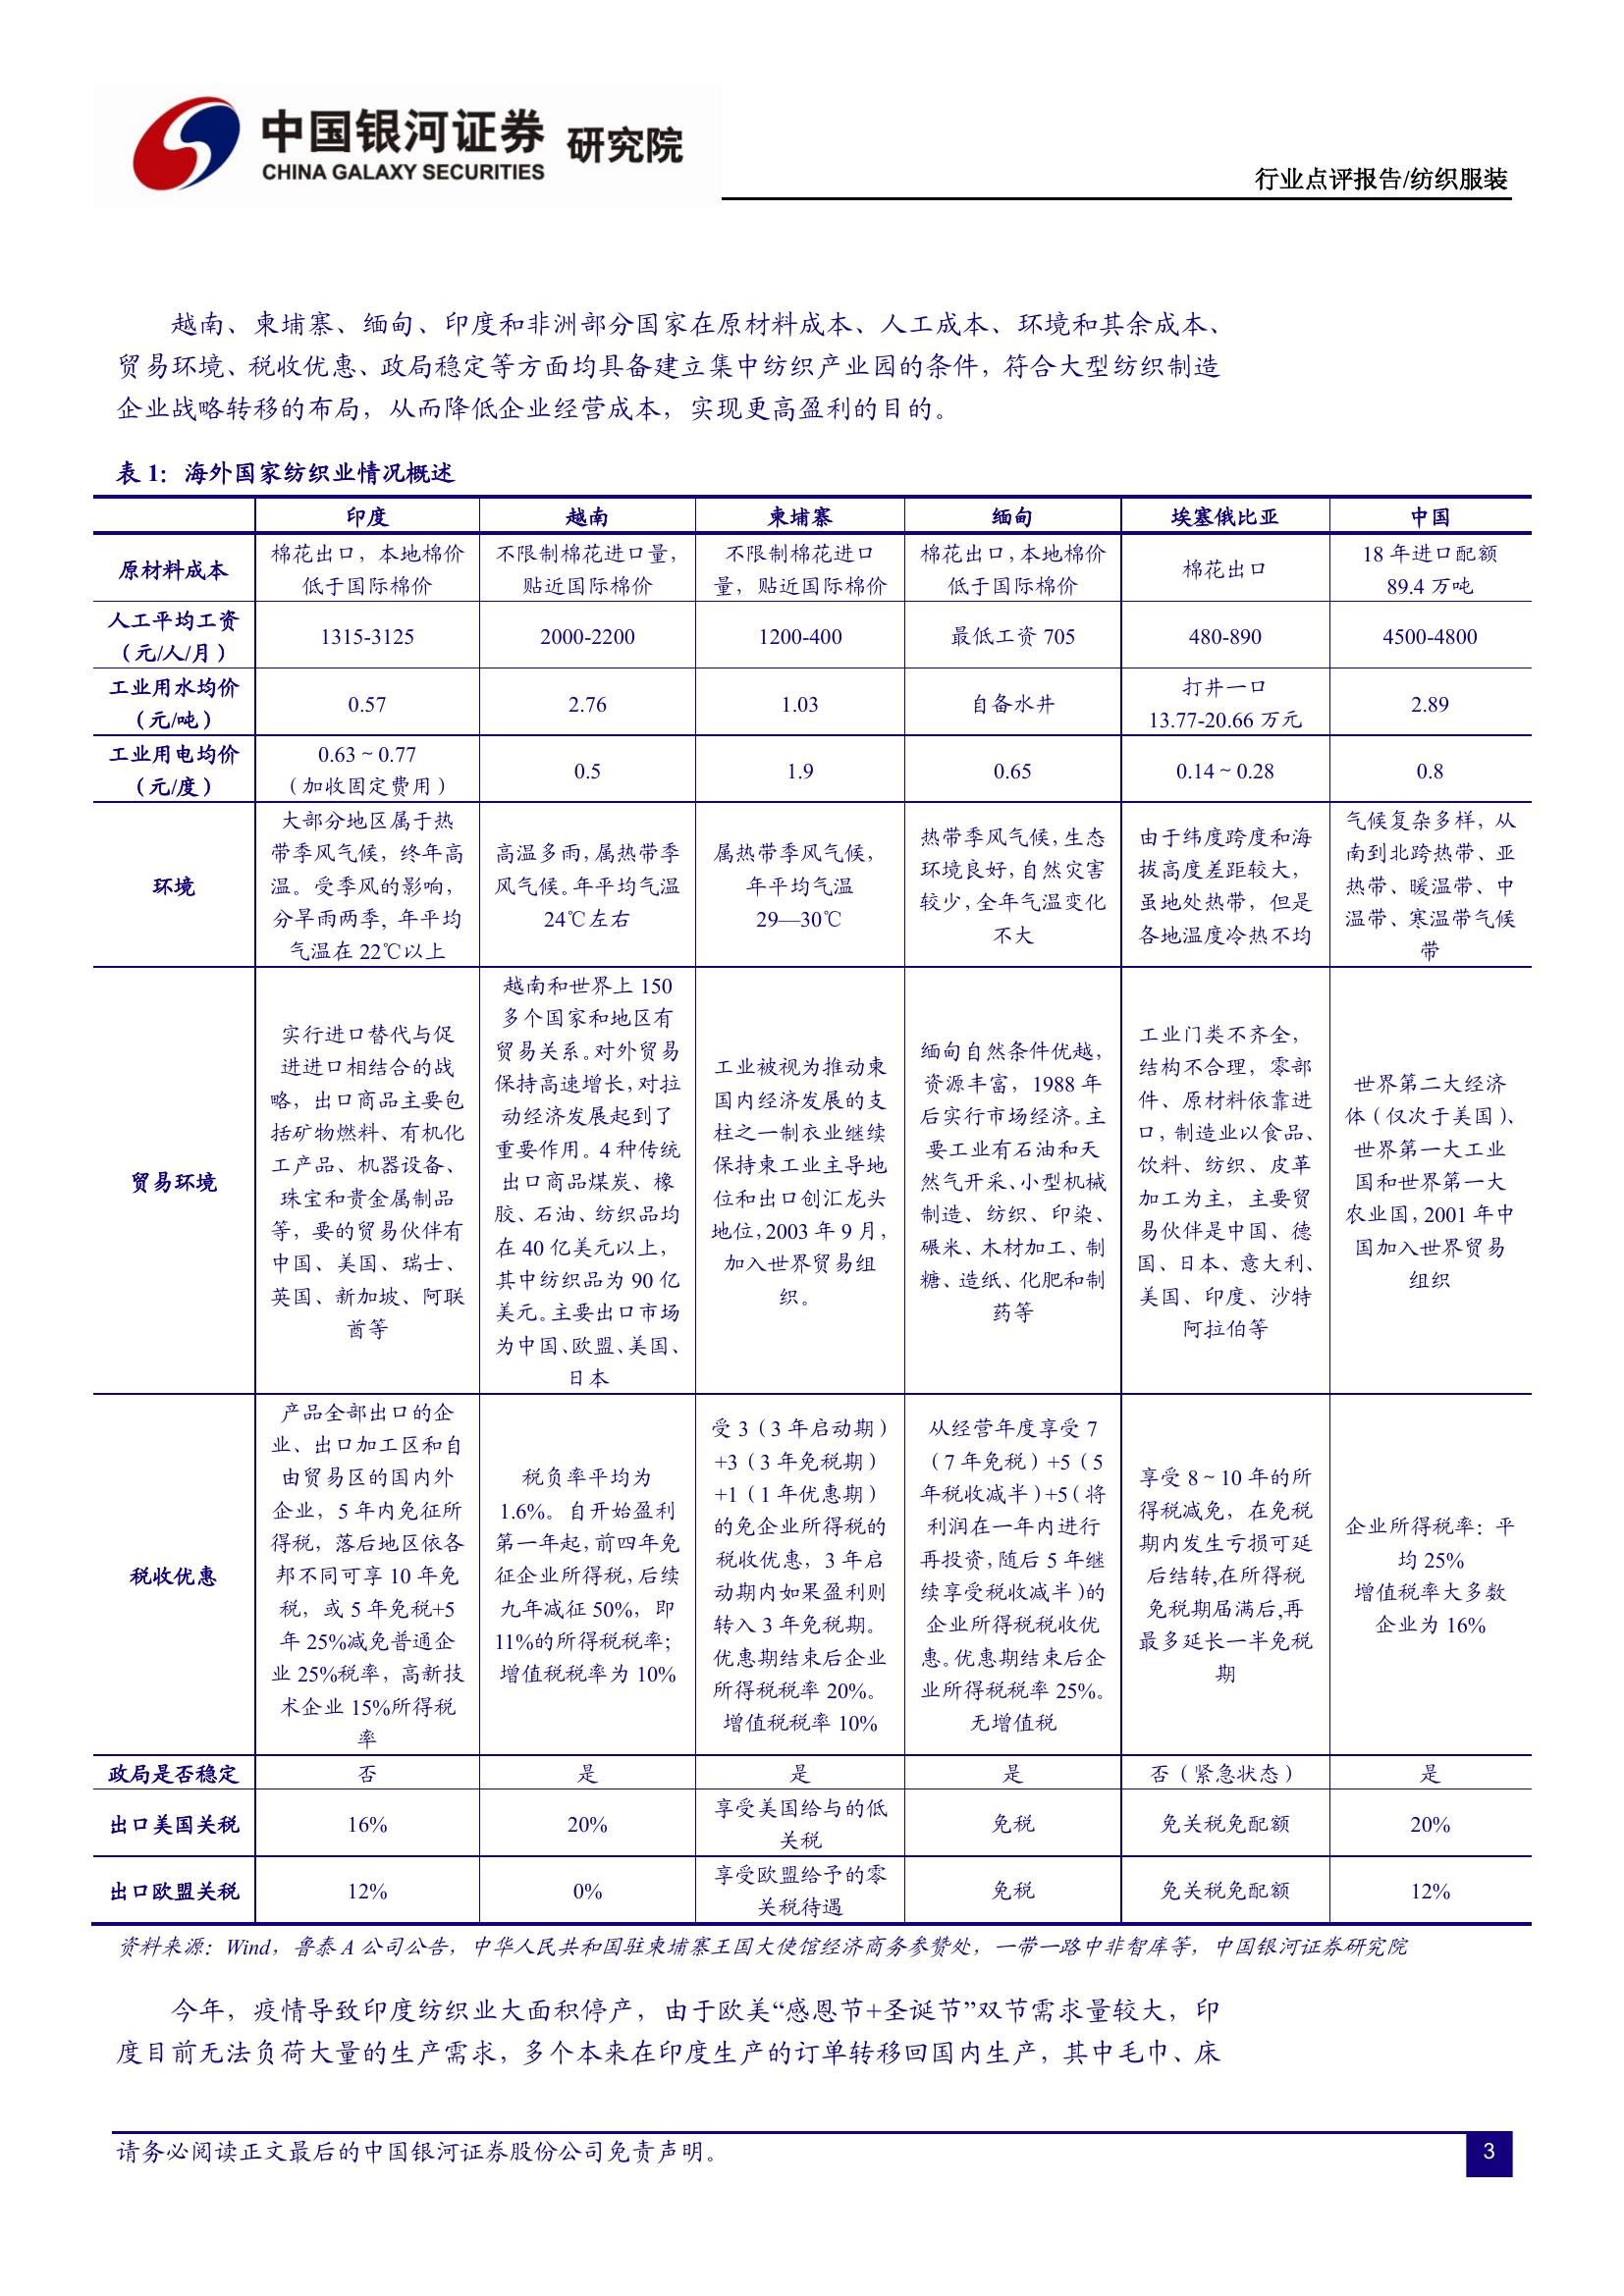 中国银河证券 研究院
CHINA GALAXY SECURITIES
行业点评报告/纺织服装
越南、柬埔寨、缅甸、印度和非洲部分国家在原材料成本、人工成本、环境和其余成本、
贸易环境、税收优惠、政局稳定等方面均具备建立集中纺织产业园的条件，符合大型纺织制造
企业战略转移的布局，从而降低企业经营成本，实现更高盈利的目的。
表 1：海外国家纺织业情况概述
印度 越南 柬埔寨 缅甸 埃塞俄比亚 中国
原材料成本
棉花出口，本地棉价
低于国际棉价
不限制棉花进口量，
贴近国际棉价
不限制棉花进口
量，贴近国际棉价
棉花出口，本地棉价
低于国际棉价
棉花出口
18 年进口配额
89.4 万吨
人工平均工资
（元/人/月）
1315-3125
2000-2200
1200-400
最低工资 705
480-890
4500-4800
工业用水均价
（元/吨）
0.57
2.76
1.03
自备水井
打井一口
13.77-20.66 万元
2.89
工业用电均价
（元/度）
0.63～0.77
（加收固定费用）
0.5
1.9
0.65
0.14～0.28
0.8
环境
大部分地区属于热
带季风气候，终年高
温。受季风的影响，
分旱雨两季，年平均
气温在 22℃以上
高温多雨，属热带季
风气候。年平均气温
24℃左右
属热带季风气候，
年平均气温
29—30℃
热带季风气候，生态
环境良好，自然灾害
较少，全年气温变化
不大
由于纬度跨度和海
拔高度差距较大，
虽地处热带，但是
各地温度冷热不均
气候复杂多样，从
南到北跨热带、亚
热带、暖温带、中
温带、寒温带气候
带
贸易环境
实行进口替代与促
进进口相结合的战
略，出口商品主要包
括矿物燃料、有机化
工产品、机器设备、
珠宝和贵金属制品
等，要的贸易伙伴有
中国、美国、瑞士、
英国、新加坡、阿联
酋等
越南和世界上 150
多个国家和地区有
贸易关系。对外贸易
保持高速增长，对拉
动经济发展起到了
重要作用。4 种传统
出口商品煤炭、橡
胶、石油、纺织品均
在 40 亿美元以上，
其中纺织品为 90 亿
美元。主要出口市场
为中国、欧盟、美国、
日本
工业被视为推动柬
国内经济发展的支
柱之一制衣业继续
保持柬工业主导地
位和出口创汇龙头
地位，2003 年 9 月，
加入世界贸易组
织。
缅甸自然条件优越，
资源丰富，1988 年
后实行市场经济。主
要工业有石油和天
然气开采、小型机械
制造、纺织、印染、
碾米、木材加工、制
糖、造纸、化肥和制
药等
工业门类不齐全，
结构不合理，零部
件、原材料依靠进
口，制造业以食品、
饮料、纺织、皮革
加工为主，主要贸
易伙伴是中国、德
国、日本、意大利、
美国、印度、沙特
阿拉伯等
世界第二大经济
体（仅次于美国）、
世界第一大工业
国和世界第一大
农业国，2001 年中
国加入世界贸易
组织
税收优惠
产品全部出口的企
业、出口加工区和自
由贸易区的国内外
企业，5 年内免征所
得税，落后地区依各
邦不同可享 10 年免
税，或 5 年免税+5
年 25%减免普通企
业 25%税率，高新技
术企业 15%所得税
率
税负率平均为
1.6%。自开始盈利
第一年起，前四年免
征企业所得税，后续
九年减征 50%，即
11%的所得税税率；
增值税税率为 10%
受 3（3 年启动期）
+3（3 年免税期）
+1（1 年优惠期）
的免企业所得税的
税收优惠，3 年启
动期内如果盈利则
转入 3 年免税期。
优惠期结束后企业
所得税税率 20%。
增值税税率 10%
从经营年度享受 7
（7 年免税）+5（5
年税收减半）+5（将
利润在一年内进行
再投资，随后 5 年继
续享受税收减半）的
企业所得税税收优
惠。优惠期结束后企
业所得税税率 25%。
无增值税
享受 8～10 年的所
得税减免，在免税
期内发生亏损可延
后结转,在所得税
免税期届满后,再
最多延长一半免税
期
企业所得税率：平
均 25%
增值税率大多数
企业为 16%
政局是否稳定 否 是 是 是 否（紧急状态） 是
出口美国关税
16%
20%
享受美国给与的低
关税
免税
免关税免配额
20%
出口欧盟关税
12%
0%
享受欧盟给予的零
关税待遇
免税
免关税免配额
12%
资料来源：Wind，鲁泰 A 公司公告，中华人民共和国驻柬埔寨王国大使馆经济商务参赞处，一带一路中非智库等，中国银河证券研究院
今年，疫情导致印度纺织业大面积停产，由于欧美“感恩节+圣诞节”双节需求量较大，印
度目前无法负荷大量的生产需求，多个本来在印度生产的订单转移回国内生产，其中毛巾、床
请务必阅读正文最后的中国银河证券股份公司免责声明。
3